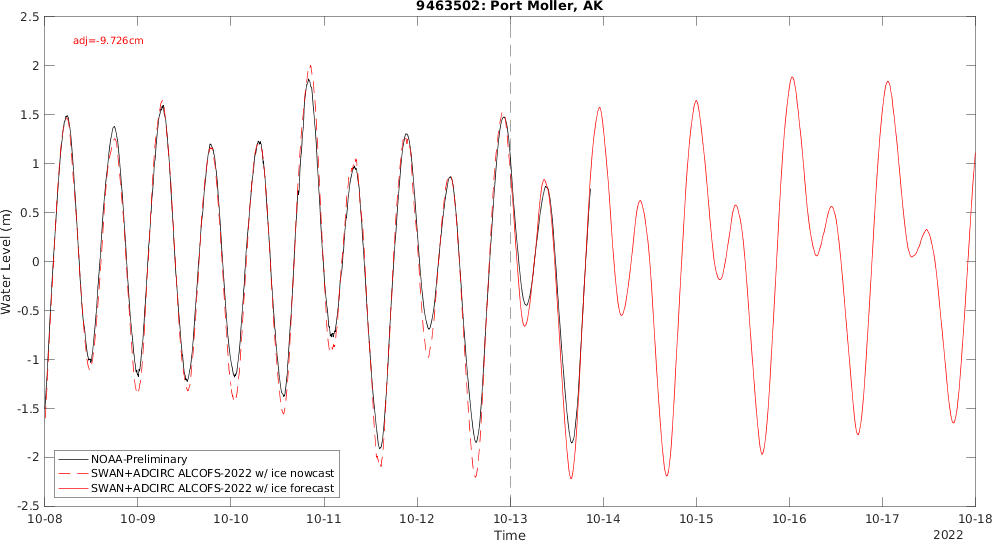 9463502: Port Moller, AK
adj=-9.726cm
Water Level (m)
2.5
2
1.5
1
0.5
0
-0.5
-1
-1.5
-2
-2.5
NOAA-Preliminary
SWAN+ADCIRC ALCOFS-2022 w/ ice nowcast
SWAN+ADCIRC ALCOFS-2022 w/ ice forecast
10-08 10-09 10-10 10-11 10-12 10-13 10-14 10-15 10-16 10-17 10-18
Time
2022